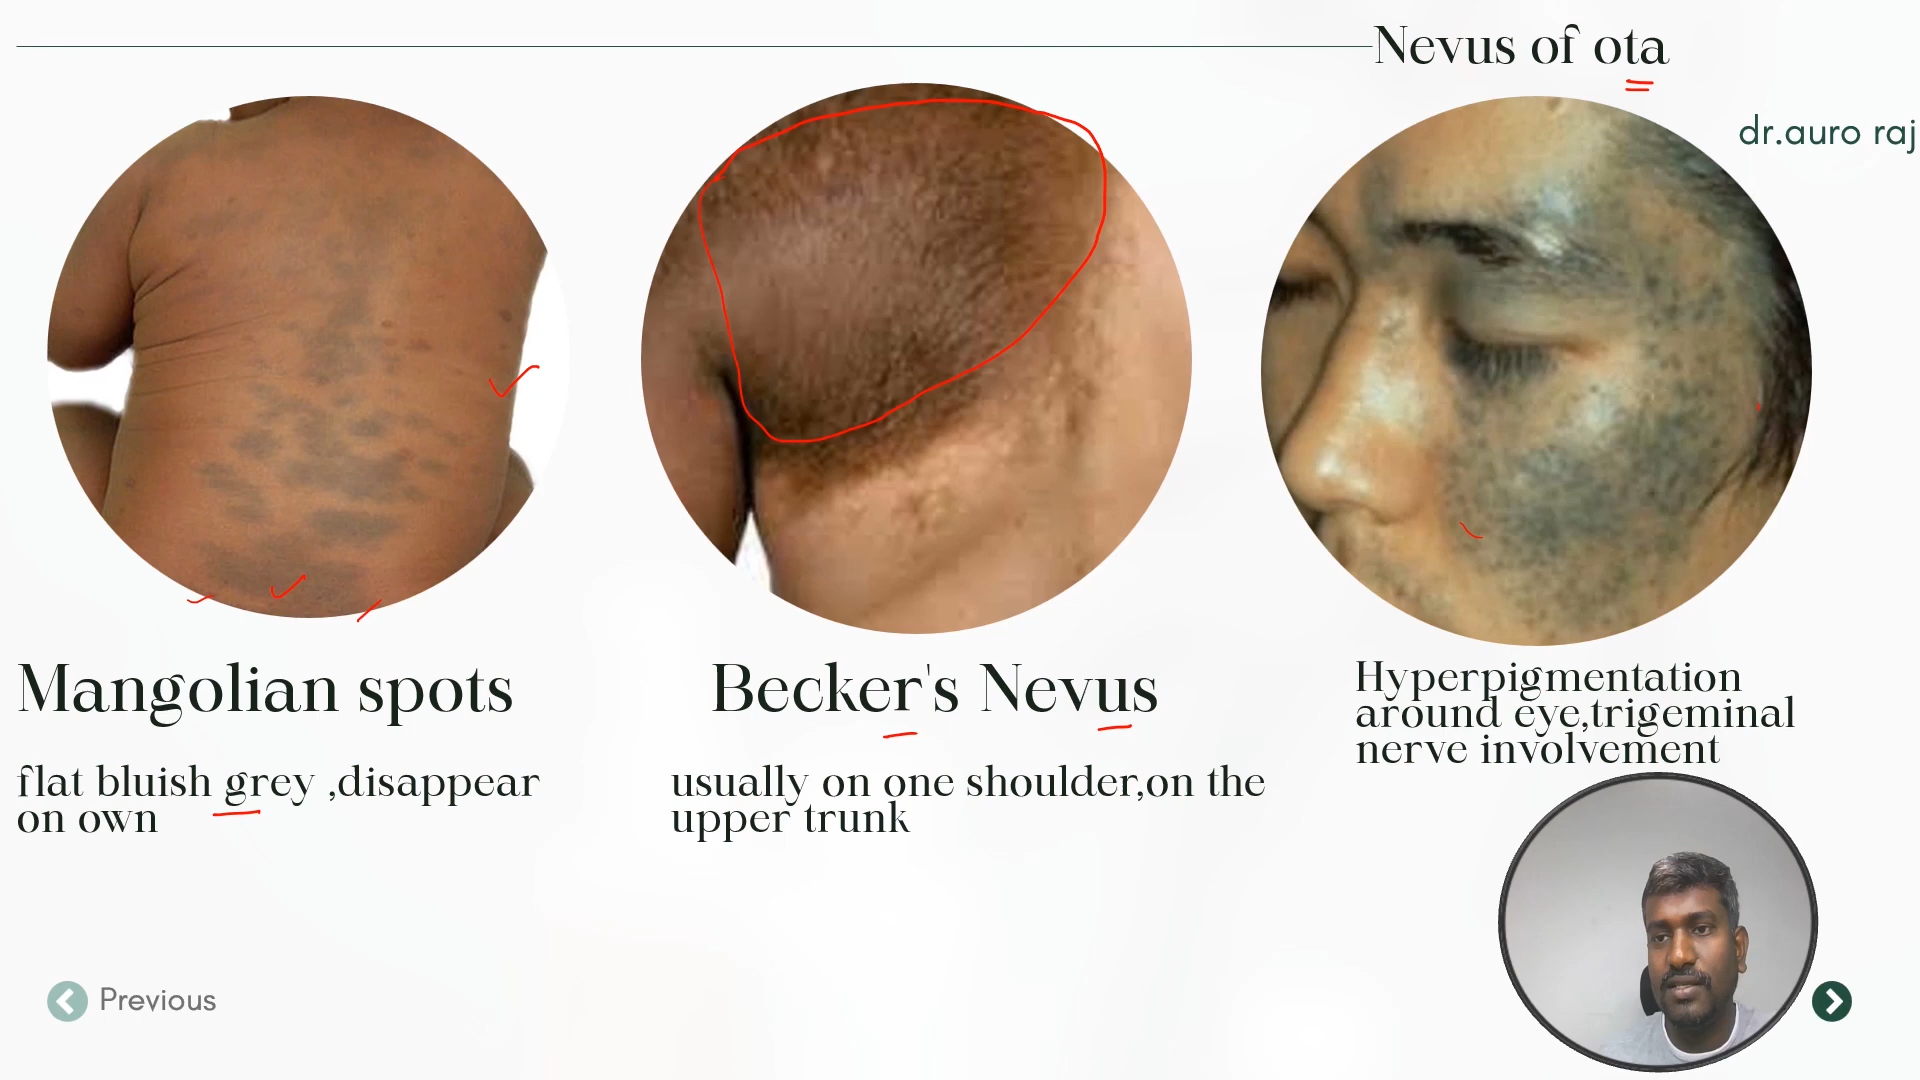 Nevus of ota
dr.auro raj
Mangolian spots
flat bluish grey ,disappear
on own
Becker's Nevus
usually on one shoulder,on the
upper trunk
Hyperpigmentation
around eye,trigeminal
nerve involvement
Previous